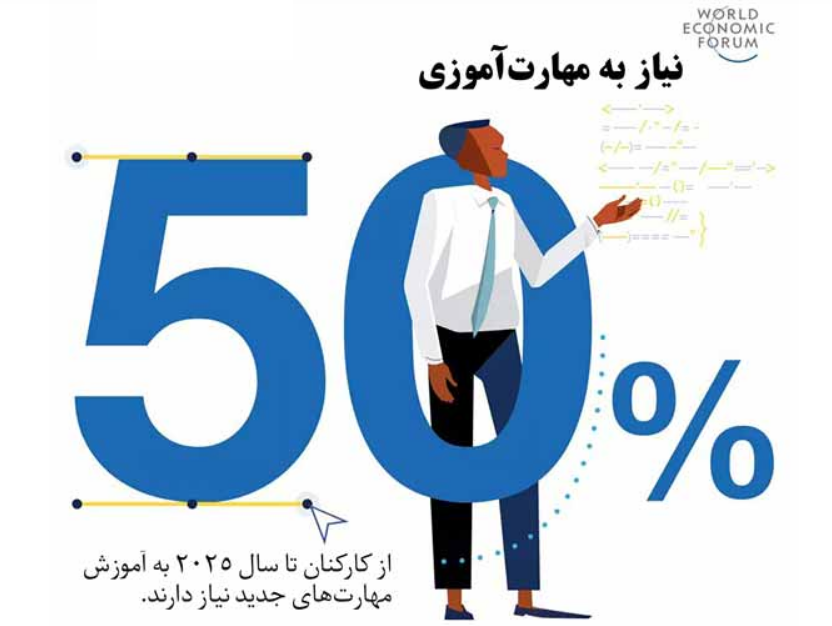 WORLD
ECONOMIC
FORUM
نیاز به مهارت‌آموزی
50%
از کارکنان تا سال ۲۰۲۵ به آموزش
مهارت‌های جدید نیاز دارند.